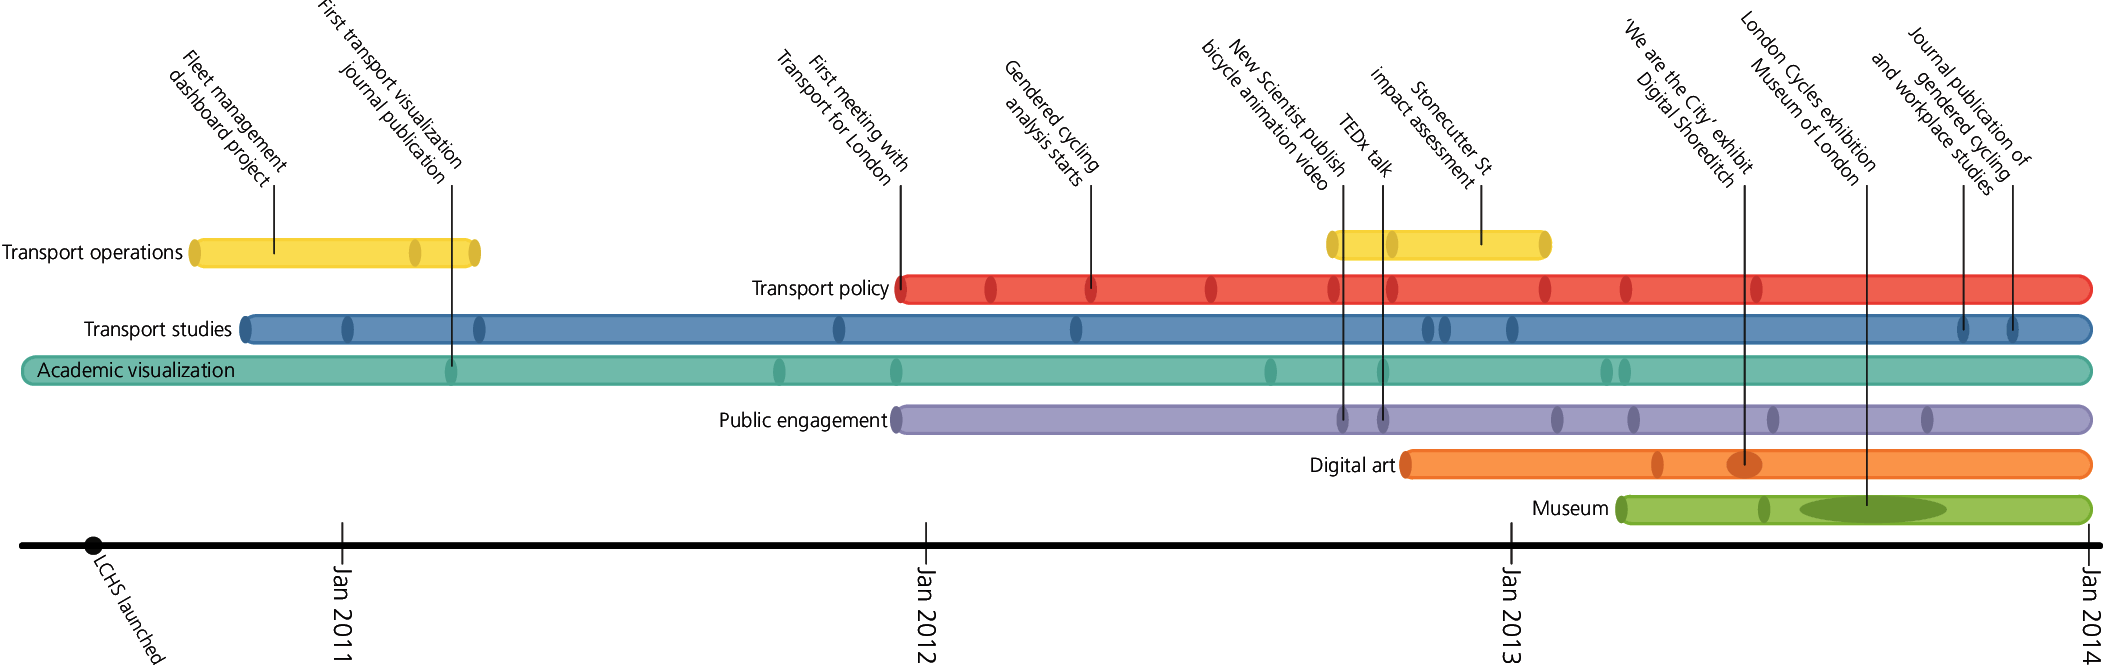 Fleet management
dashboard project
First transport visualization
journal publication
First meeting with
Transport for London
Gendered cycling
analysis starts
New Scientist publish
bicycle animation video
TEDx talk
Stonecutter St
impact assessment
'We are the City' exhibit
Digital Shoreditch
London Cycles exhibition
Museum of London
Journal publication of
gendered cycling
and workplace studies
Transport operations
Transport policy
Transport studies
Academic visualization
Public engagement
Digital art
Museum
LCHS launched
Jan 2011
Jan 2012
Jan 2013
Jan 2014